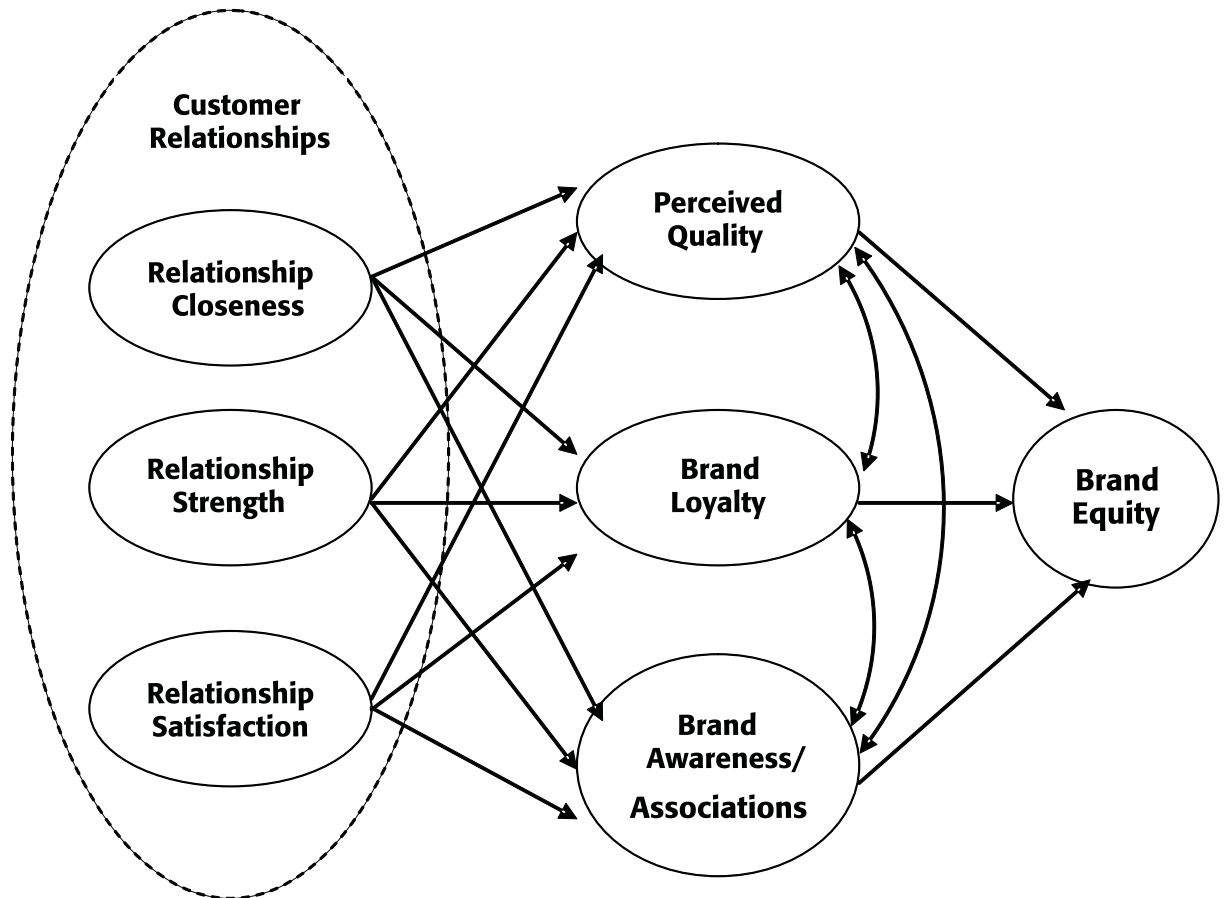 Customer
Relationships
Relationship
Closeness
Relationship
Strength
Relationship
Satisfaction
Perceived
Quality
Brand
Loyalty
Brand
Awareness/
Associations
Brand
Equity